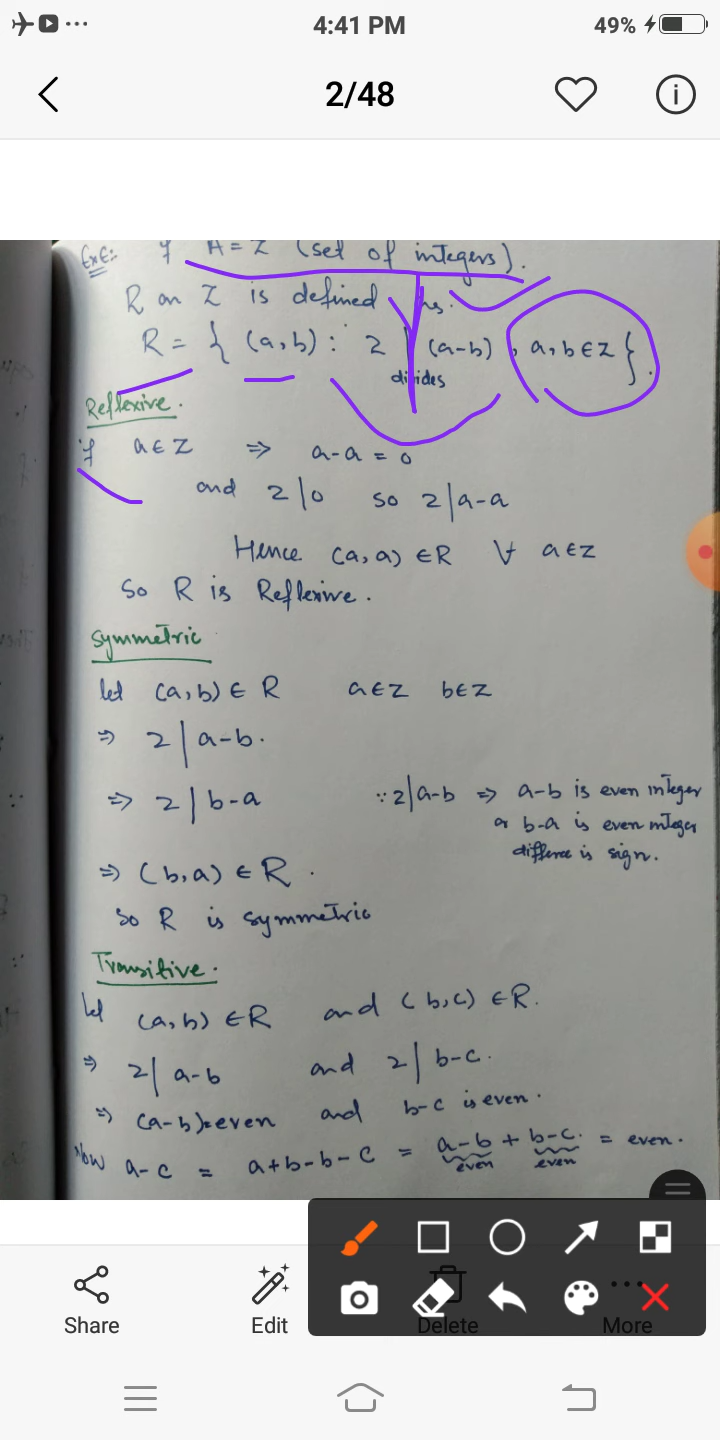 4:41 PM
49%
2/48
Exe: If A = Z (set of integers).
R on Z is defined as.
R = { (a,b) : 2 | (a-b) , a,b ∈ Z }.
divides
Reflexive.
if a ∈ Z ⇒ a-a = 0
and 2|0 so 2|a-a
Hence (a,a) ∈ R ∀ a ∈ Z
So R is Reflexive.
Symmetric
let (a,b) ∈ R a ∈ Z b ∈ Z
⇒ 2 | a-b.
⇒ 2 | b-a ∵ 2|a-b ⇒ a-b is even integer
or b-a is even integer
difference is sign.
⇒ (b,a) ∈ R.
So R is symmetric
Transitive.
let (a,b) ∈ R and (b,c) ∈ R.
⇒ 2| a-b and 2| b-c.
⇒ (a-b) = even and b-c is even.
Now a-c = a+b-b-c = a-b + b-c = even.
even even
Share
Edit
Delete
More